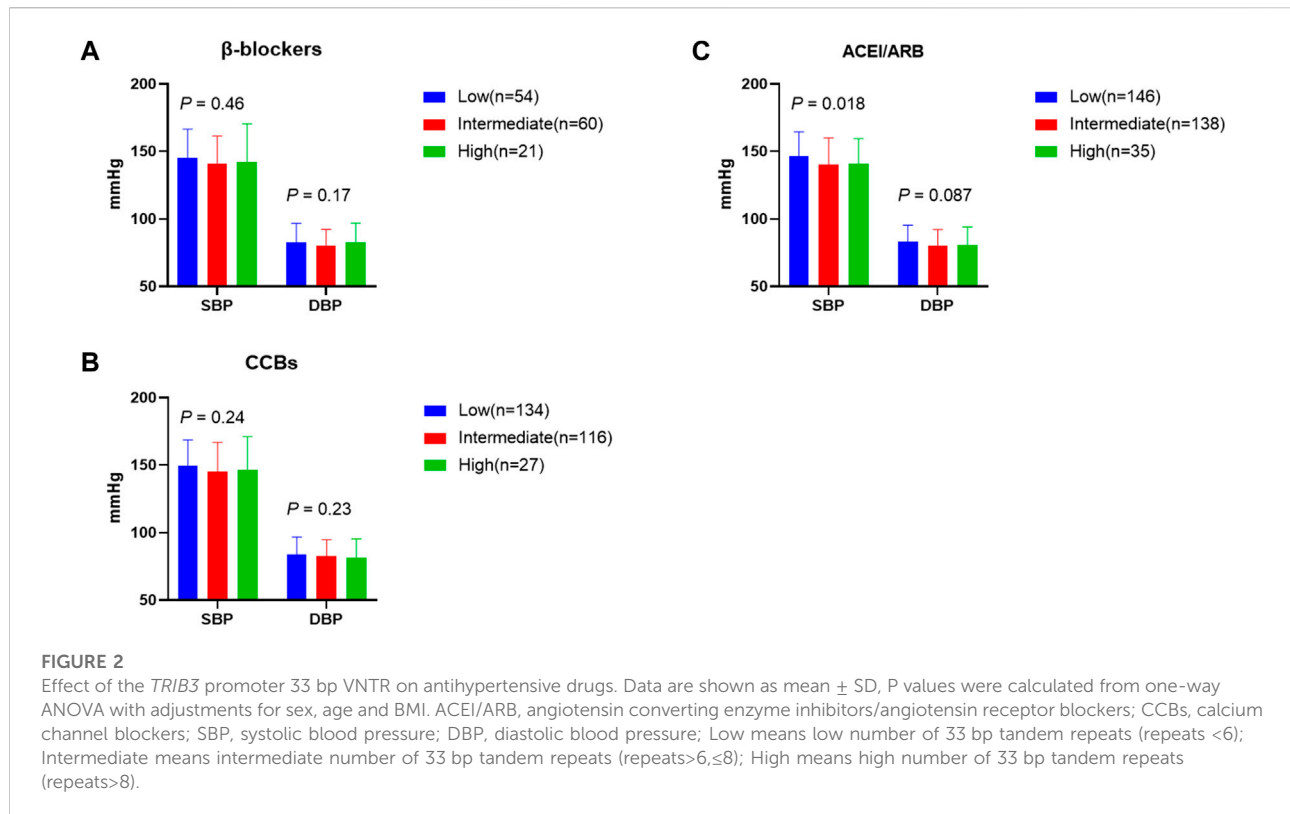 A
β-blockers
200
150
100
50
mmHg
P = 0.46
P = 0.17
SBP
DBP
Low(n=54)
Intermediate(n=60)
High(n=21)
C
ACEI/ARB
200
150
100
50
mmHg
P = 0.018
P = 0.087
SBP
DBP
Low(n=146)
Intermediate(n=138)
High(n=35)
B
CCBs
200
150
100
50
mmHg
P = 0.24
P = 0.23
SBP
DBP
Low(n=134)
Intermediate(n=116)
High(n=27)
FIGURE 2
Effect of the TRIB3 promoter 33 bp VNTR on antihypertensive drugs. Data are shown as mean ± SD, P values were calculated from one-way
ANOVA with adjustments for sex, age and BMI. ACEI/ARB, angiotensin converting enzyme inhibitors/angiotensin receptor blockers; CCBs, calcium
channel blockers; SBP, systolic blood pressure; DBP, diastolic blood pressure; Low means low number of 33 bp tandem repeats (repeats <6);
Intermediate means intermediate number of 33 bp tandem repeats (repeats>6,≤8); High means high number of 33 bp tandem repeats
(repeats>8).